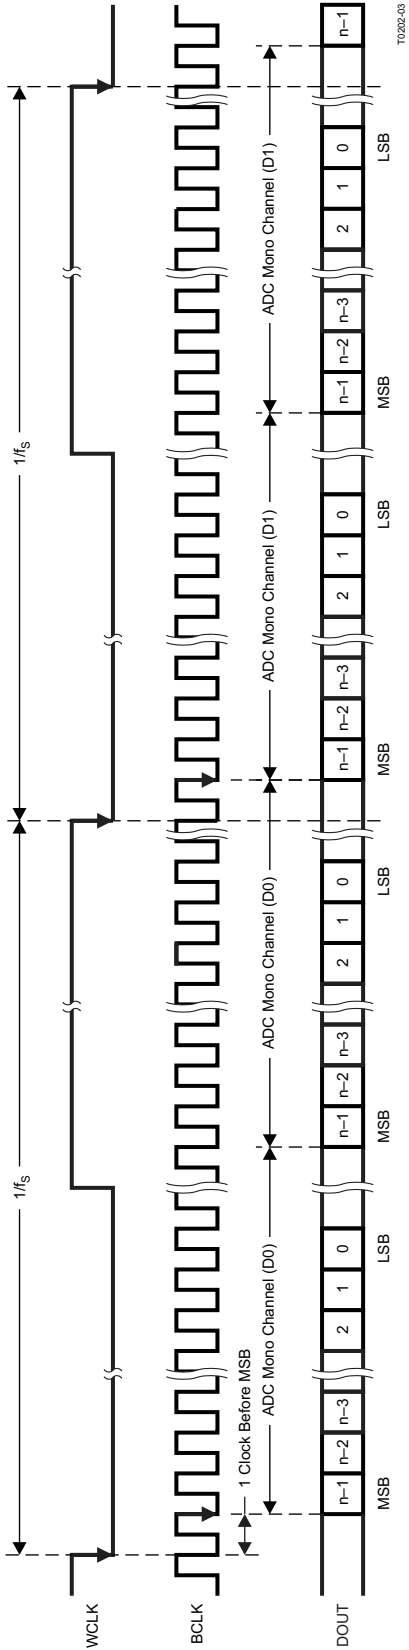 1/fS 1/fS
WCLK
BCLK
1 Clock Before MSB
ADC Mono Channel (D0) ADC Mono Channel (D0) ADC Mono Channel (D1) ADC Mono Channel (D1)
DOUT n–1 n–2 n–3 2 1 0 n–1 n–2 n–3 2 1 0 n–1 n–2 n–3 2 1 0 n–1 n–2 n–3 2 1 0 n–1
MSB LSB MSB LSB MSB LSB MSB LSB
T0202-03